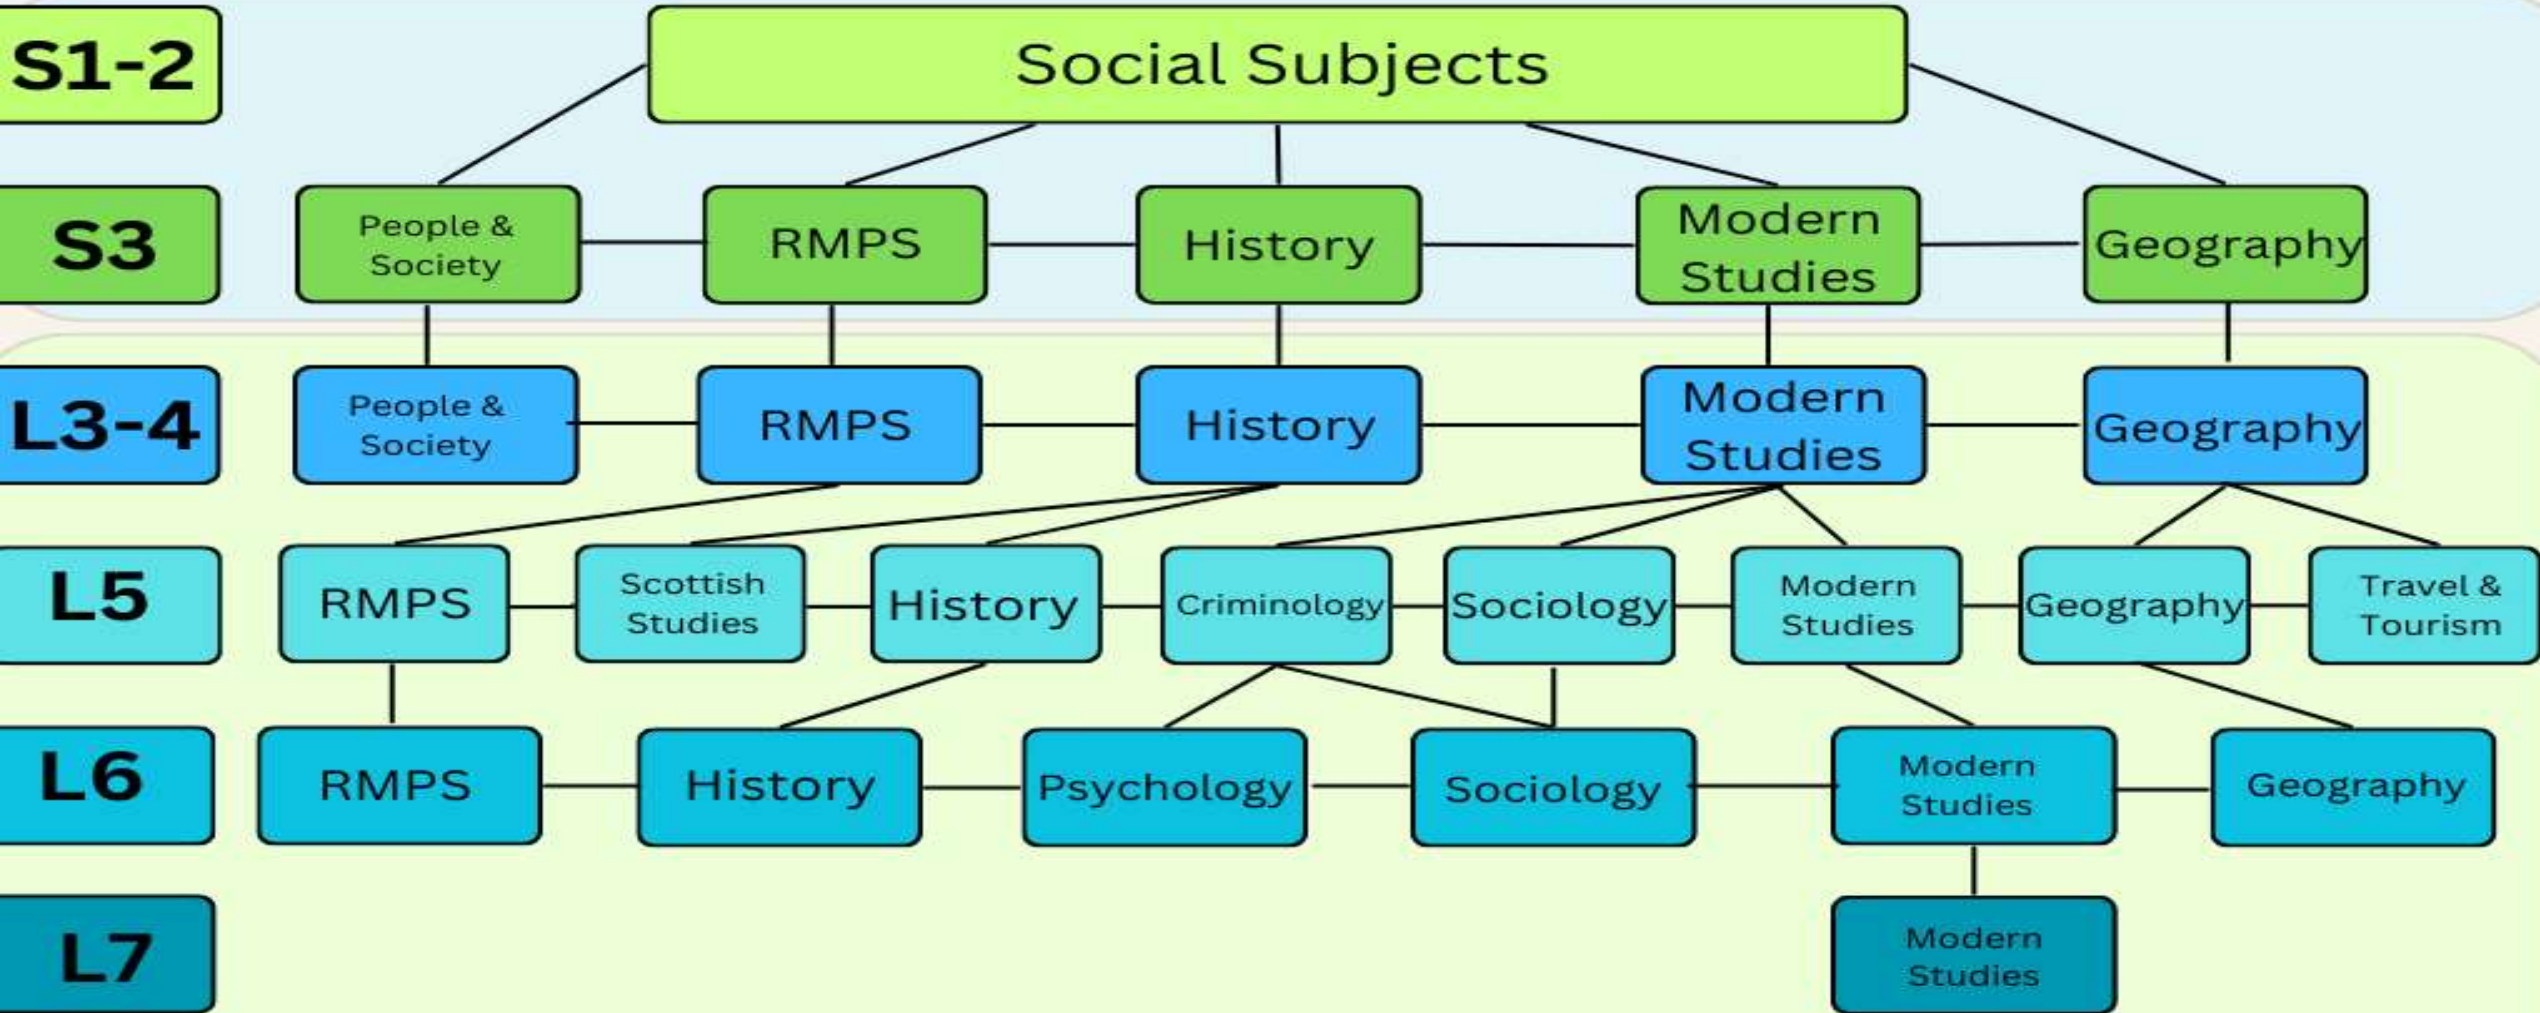 S1-2
Social Subjects
S3
People &
Society
RMPS
History
Modern
Studies
Geography
L3-4
People &
Society
RMPS
History
Modern
Studies
Geography
L5
RMPS
Scottish
Studies
History
Criminology
Sociology
Modern
Studies
Geography
Travel &
Tourism
L6
RMPS
History
Psychology
Sociology
Modern
Studies
Geography
L7
Modern
Studies